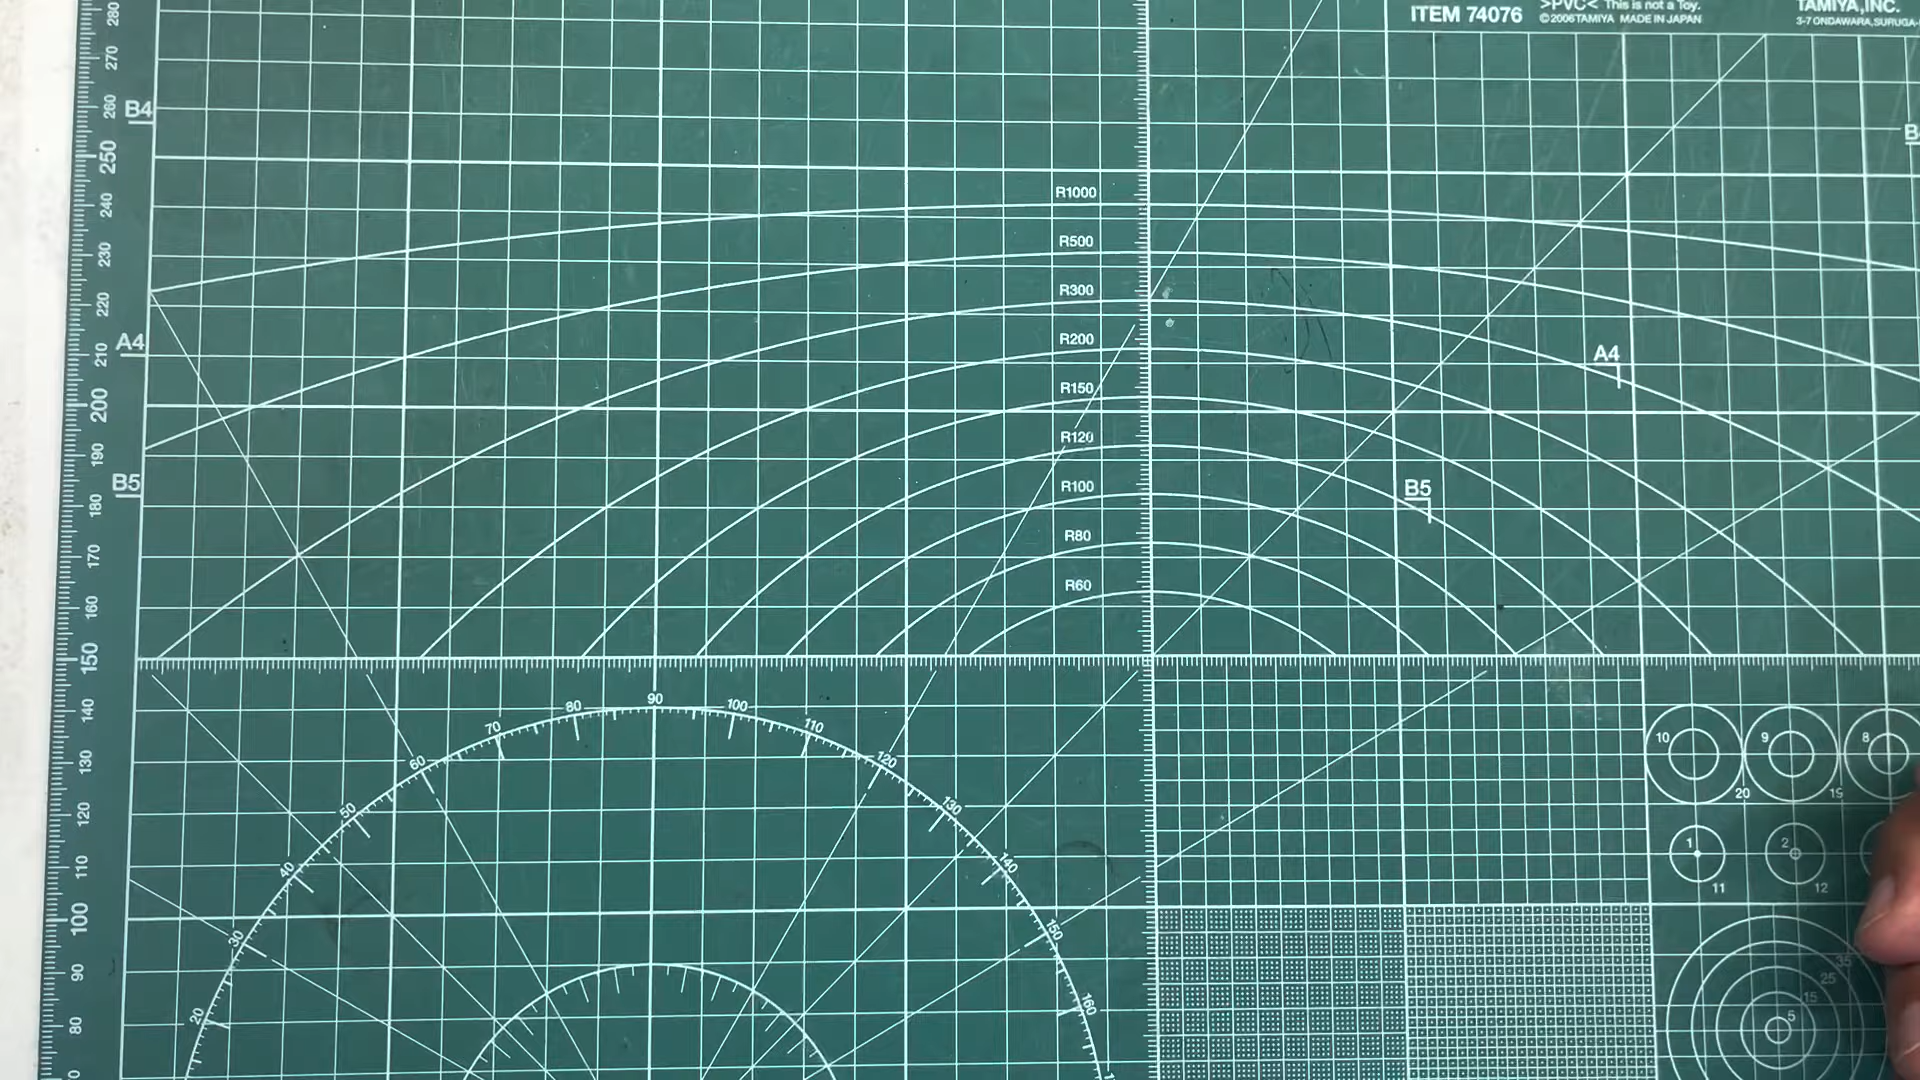 ITEM 74076
>PVC< This is not a Toy.
©2006TAMIYA MADE IN JAPAN
TAMIYA,INC.
3-7 ONDAWARA,SURUGA-
280
270
260
B4
250
240
230
220
A4
210
200
190
B5
180
170
160
150
140
130
120
110
100
90
80
R1000
R500
R300
R200
R150
R120
R100
R80
R60
A4
B5
20
30
40
50
60
70
80
90
100
110
120
130
140
150
160
10
20
9
8
1
11
2
12
35
25
15
5